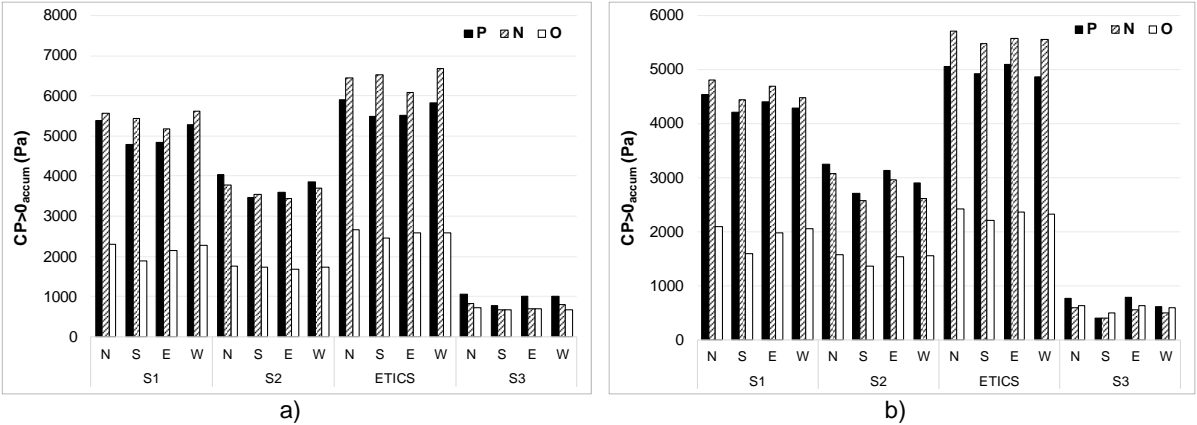 8000
7000
6000
5000
4000
3000
2000
1000
0
CP>0accum (Pa)
P N O
N S E W N S E W N S E W N S E W
S1 S2 ETICS S3
a)
6000
5000
4000
3000
2000
1000
0
CP>0accum (Pa)
P N O
N S E W N S E W N S E W N S E W
S1 S2 ETICS S3
b)